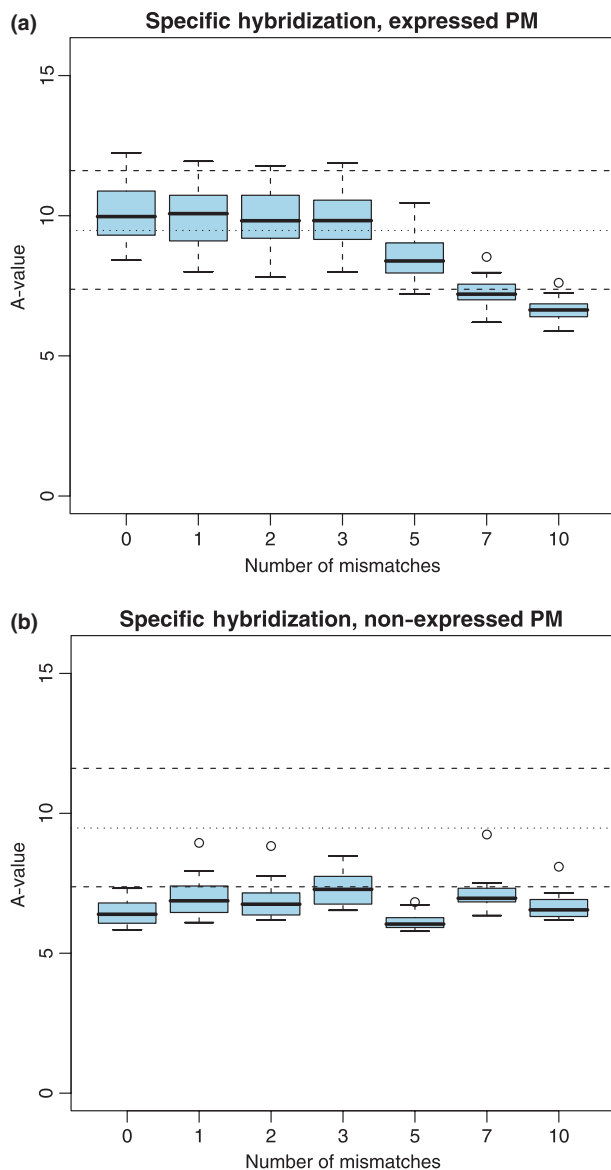 (a) Specific hybridization, expressed PM
15
10
5
0
A-value
0 1 2 3 5 7 10
Number of mismatches
(b) Specific hybridization, non-expressed PM
15
10
5
0
A-value
0 1 2 3 5 7 10
Number of mismatches